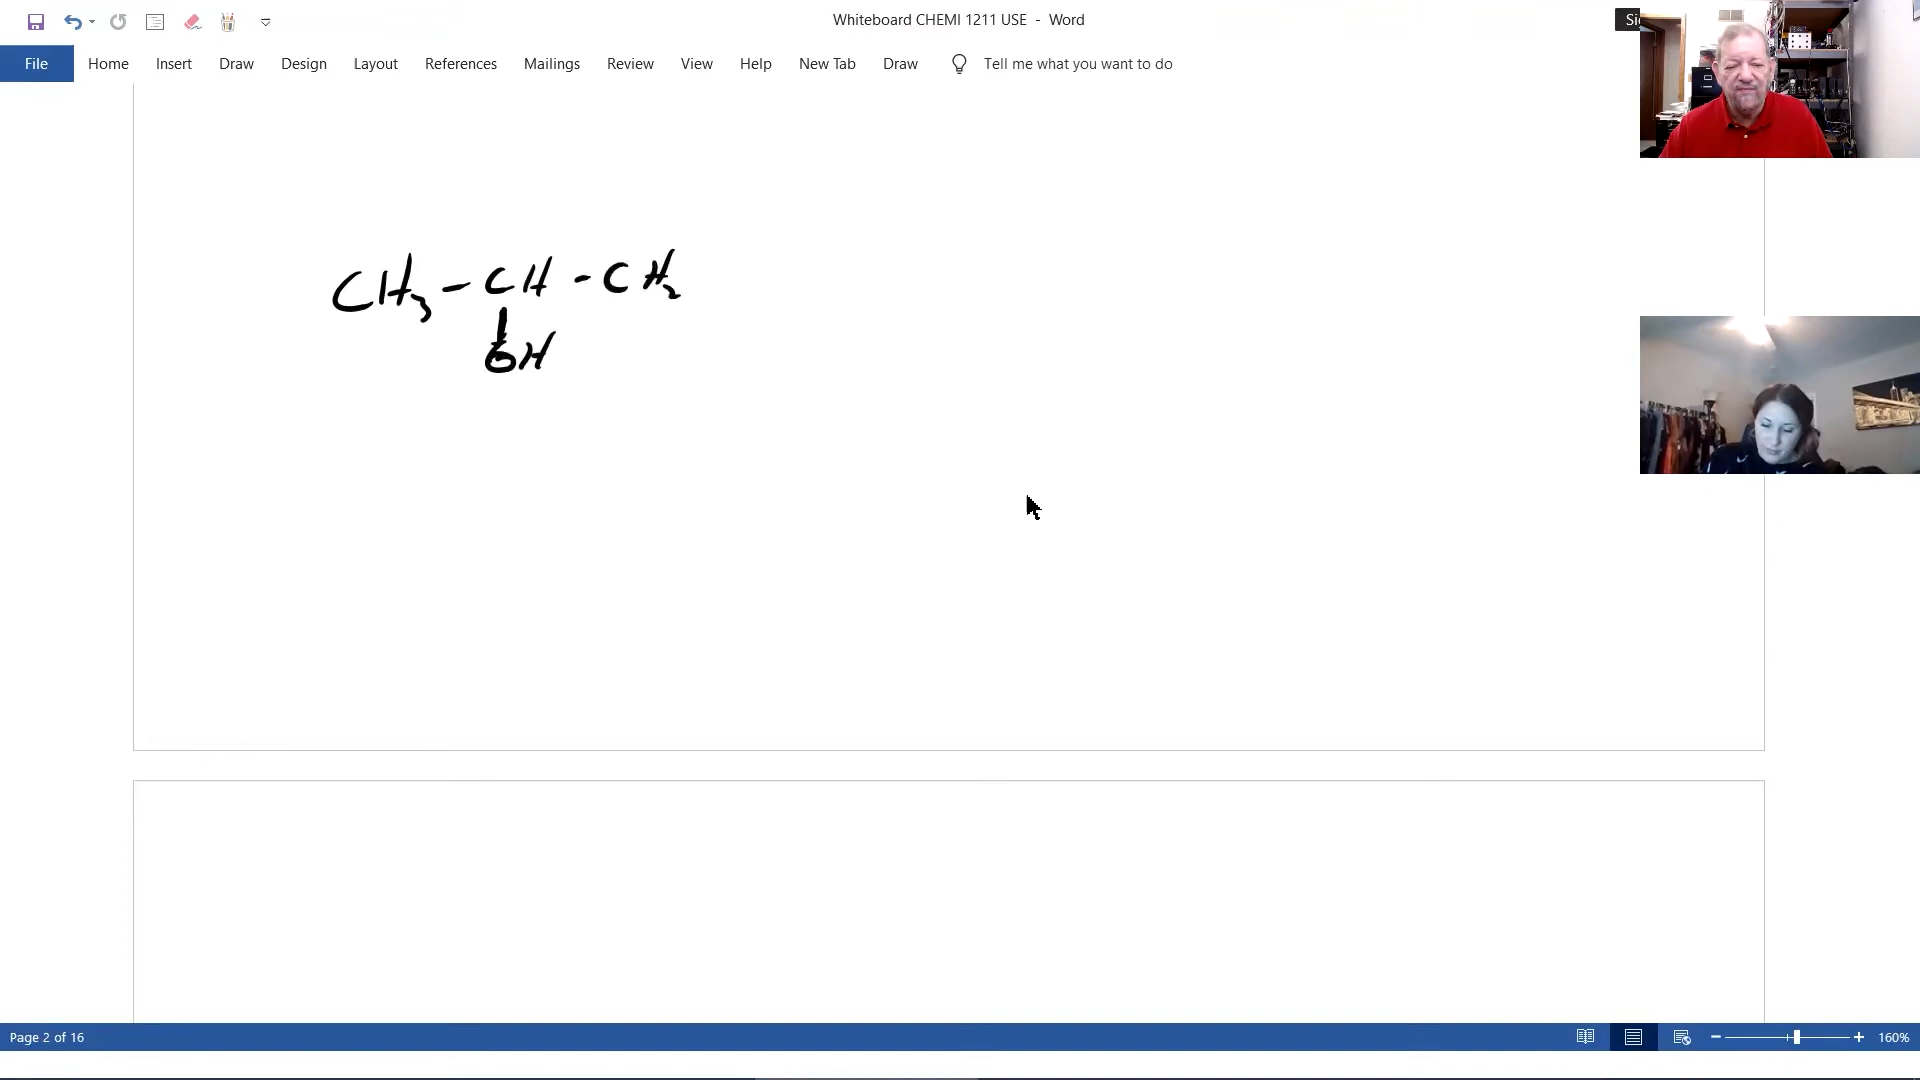 Whiteboard CHEMI 1211 USE - Word
File Home Insert Draw Design Layout References Mailings Review View Help New Tab Draw Tell me what you want to do
CH₃ - CH - CH₂
OH
Page 2 of 16
160%